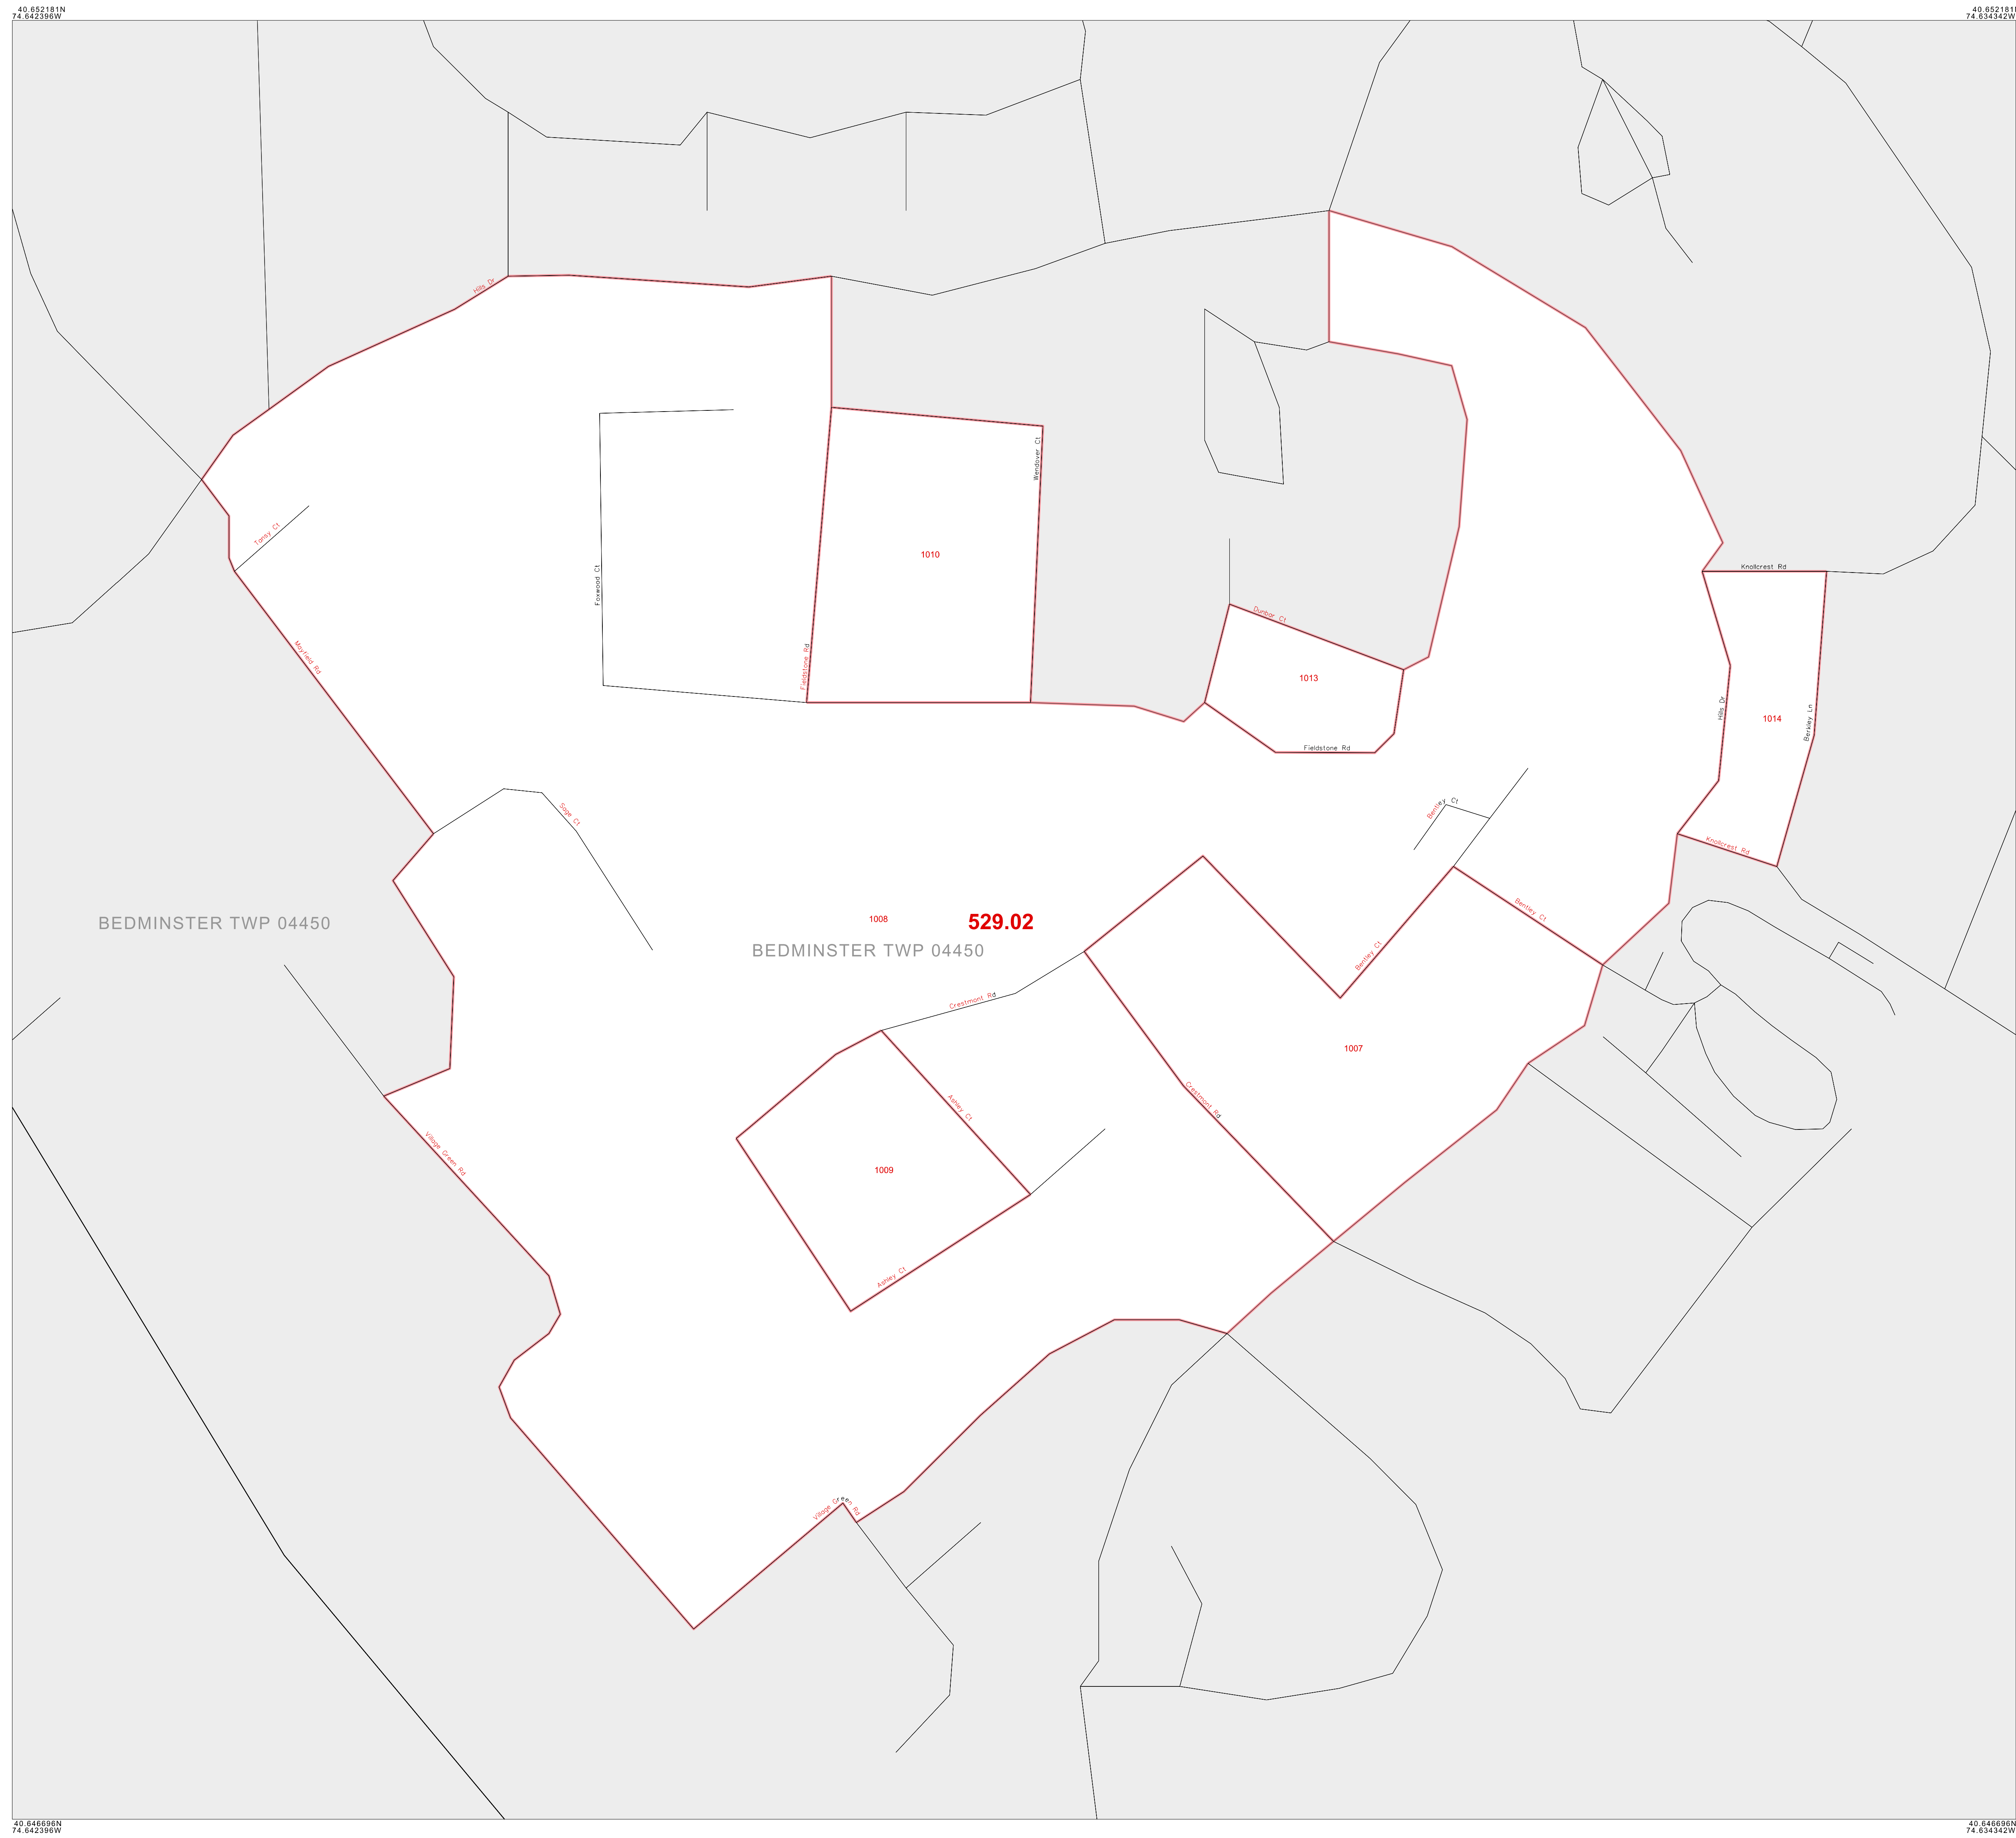 40.652181N
74.642396W
40.652181N
74.634342W
Hills Dr
Wendover Ct
Tansy Ct
1010
Foxwood Ct
Knollcrest Rd
Dunbar Ct
Mayfield Rd
Fieldstone Rd
1013
Hills Dr
Berkley Ln
1014
Fieldstone Rd
Sage Ct
Bentley Ct
Knollcrest Rd
Bentley Ct
1008
529.02
BEDMINSTER TWP 04450
BEDMINSTER TWP 04450
Bentley Ct
Crestmont Rd
1007
Crestmont Rd
Ashley Ct
Village Green Rd
1009
Ashley Ct
Village Green Rd
40.646696N
74.642396W
40.646696N
74.634342W